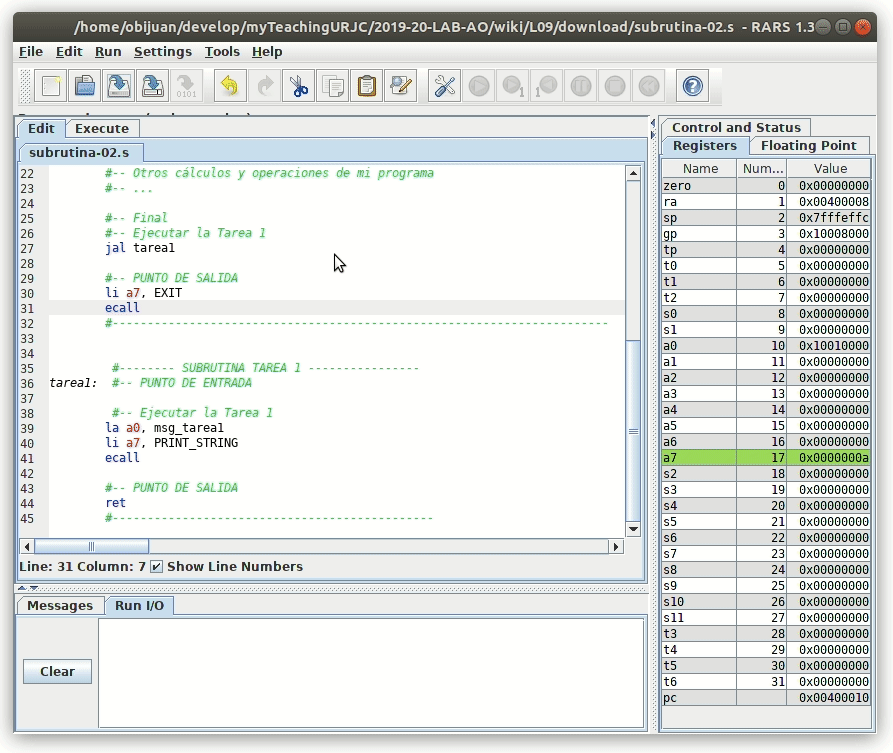 /home/obijuan/develop/myTeachingURJC/2019-20-LAB-AO/wiki/L09/download/subrutina-02.s - RARS 1.3
File Edit Run Settings Tools Help
Edit Execute
subrutina-02.s
22 #-- Otros cálculos y operaciones de mi programa
23 #-- ...
24
25 #-- Final
26 #-- Ejecutar la Tarea 1
27 jal tarea1
28
29 #-- PUNTO DE SALIDA
30 li a7, EXIT
31 ecall
32 #-----------------------------------------------------------------------
33
34
35 #-------- SUBRUTINA TAREA 1 ----------------
36 tarea1: #-- PUNTO DE ENTRADA
37
38 #-- Ejecutar la Tarea 1
39 la a0, msg_tarea1
40 li a7, PRINT_STRING
41 ecall
42
43 #-- PUNTO DE SALIDA
44 ret
45 #----------------------------------------------
Line: 31 Column: 7 Show Line Numbers
Messages Run I/O
Clear
Control and Status
Registers Floating Point
Name Num... Value
zero 0 0x00000000
ra 1 0x00400008
sp 2 0x7fffeffc
gp 3 0x10008000
tp 4 0x00000000
t0 5 0x00000000
t1 6 0x00000000
t2 7 0x00000000
s0 8 0x00000000
s1 9 0x00000000
a0 10 0x10010000
a1 11 0x00000000
a2 12 0x00000000
a3 13 0x00000000
a4 14 0x00000000
a5 15 0x00000000
a6 16 0x00000000
a7 17 0x0000000a
s2 18 0x00000000
s3 19 0x00000000
s4 20 0x00000000
s5 21 0x00000000
s6 22 0x00000000
s7 23 0x00000000
s8 24 0x00000000
s9 25 0x00000000
s10 26 0x00000000
s11 27 0x00000000
t3 28 0x00000000
t4 29 0x00000000
t5 30 0x00000000
t6 31 0x00000000
pc 0x00400010